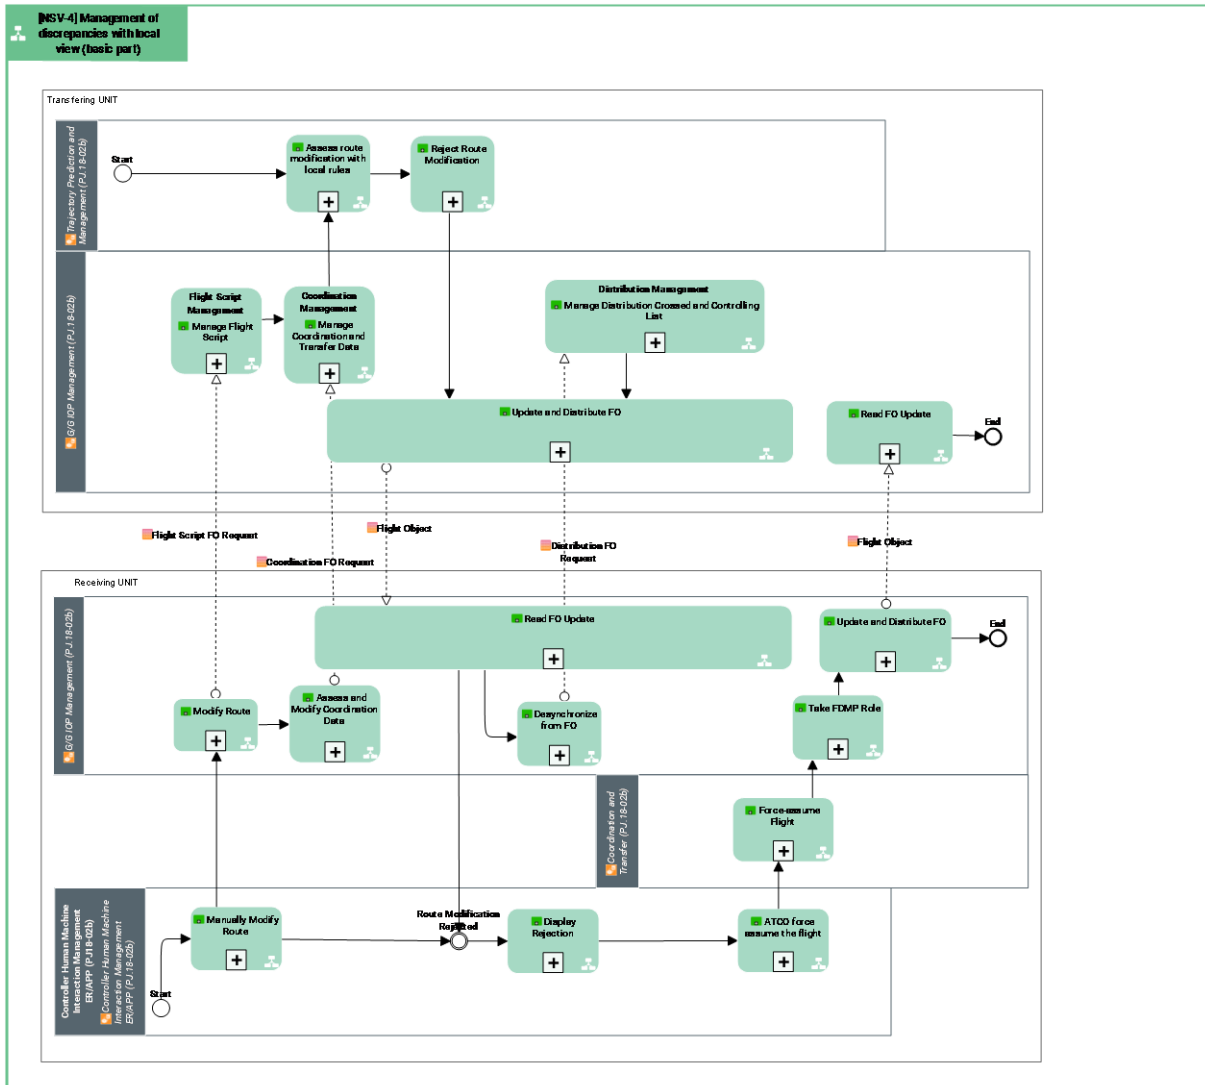 [NSV-4] Management of
discrepancies with local
view (basic part)
Transfering UNIT
Trajectory Prediction and
Management (PJ.18-02b)
Start
Assess route
modification with
local rules
Reject Route
Modification
G/G IOP Management (PJ.18-02b)
Flight Script
Management
Manage Flight
Script
Coordination
Management
Manage
Coordination and
Transfer Data
Distribution Management
Manage Distribution Crossed and Controlling
List
Update and Distribute FO
Read FO Update
End
Flight Script FO Request
Coordination FO Request
Flight Object
Distribution FO
Request
Flight Object
Receiving UNIT
G/G IOP Management (PJ.18-02b)
Read FO Update
Update and Distribute FO
End
Modify Route
Assess and
Modify Coordination
Data
Desynchronize
from FO
Take FDMP Role
Coordination and
Transfer (PJ.18-02b)
Force-assume
Flight
Controller Human Machine
Interaction Management
ER/APP (PJ18-02b)
Controller Human Machine
Interaction Management
ER/APP (PJ.18-02b)
Start
Manually Modify
Route
Route Modification
Rejected
Display
Rejection
ATCO force
assume the flight